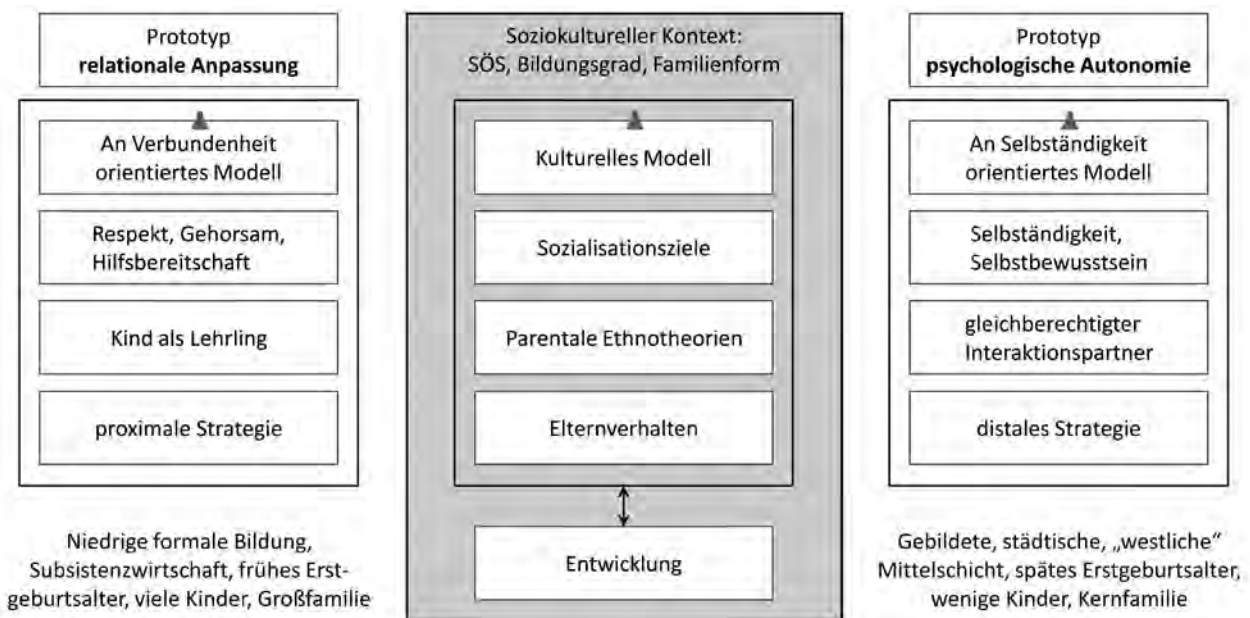 Prototyp
relationale Anpassung
An Verbundenheit
orientiertes Modell
Respekt, Gehorsam,
Hilfsbereitschaft
Kind als Lehrling
proximale Strategie
Niedrige formale Bildung,
Subsistenzwirtschaft, frühes Erst-
geburtsalter, viele Kinder, Großfamilie
Soziokultureller Kontext:
SÖS, Bildungsgrad, Familienform
Kulturelles Modell
Sozialisationsziele
Parentale Ethnotheorien
Elternverhalten
Entwicklung
Prototyp
psychologische Autonomie
An Selbständigkeit
orientiertes Modell
Selbständigkeit,
Selbstbewusstsein
gleichberechtigter
Interaktionspartner
distales Strategie
Gebildete, städtische, „westliche“
Mittelschicht, spätes Erstgeburtsalter,
wenige Kinder, Kernfamilie